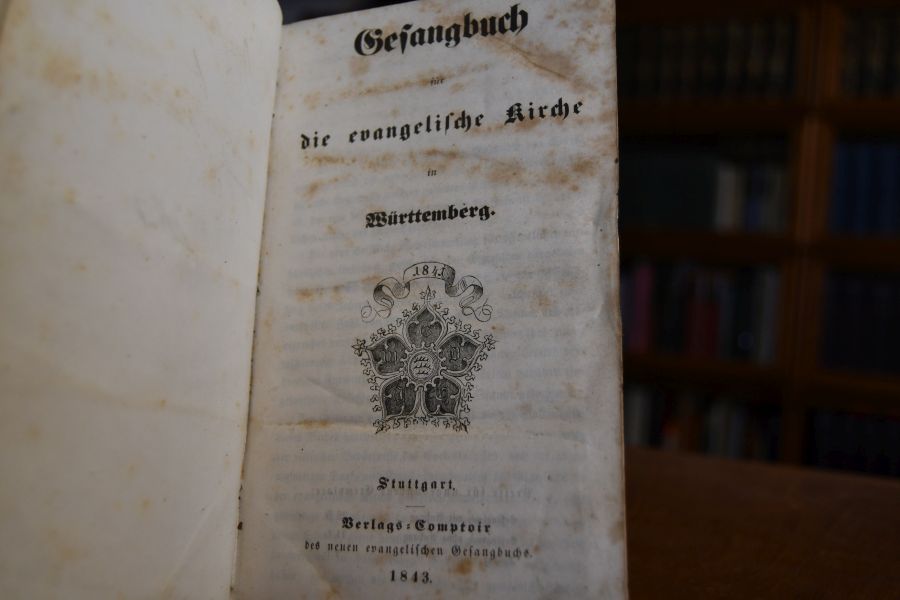 Gesangbuch
für
die evangelische Kirche
in
Württemberg.
1841
Stuttgart.
Verlags-Comptoir
des neuen evangelischen Gesangbuchs.
1843.